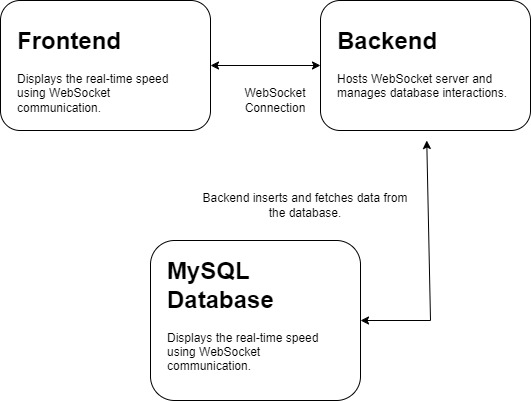 Frontend
Displays the real-time speed
using WebSocket
communication.
WebSocket
Connection
Backend
Hosts WebSocket server and
manages database interactions.
Backend inserts and fetches data from
the database.
MySQL
Database
Displays the real-time speed
using WebSocket
communication.